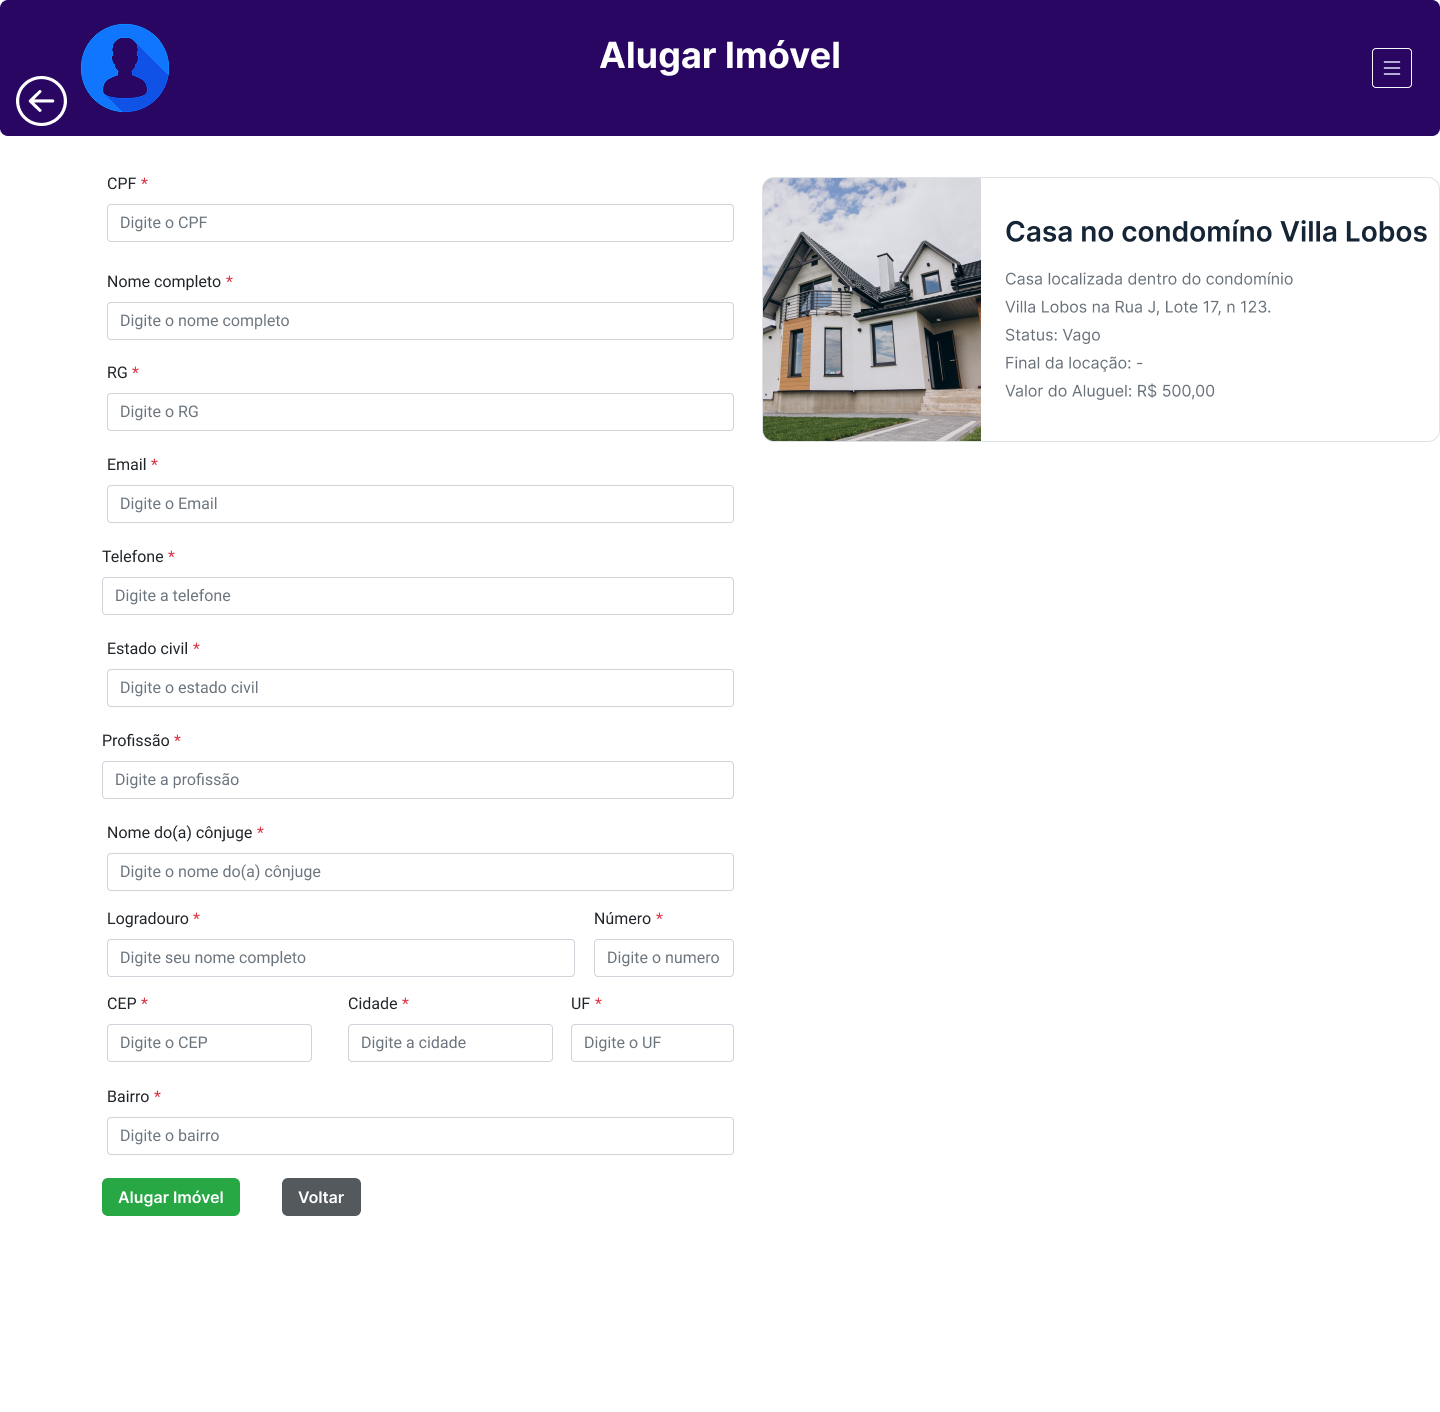 Alugar Imóvel
CPF *
Digite o CPF
Nome completo *
Digite o nome completo
RG *
Digite o RG
Email *
Digite o Email
Telefone *
Digite a telefone
Estado civil *
Digite o estado civil
Profissão *
Digite a profissão
Nome do(a) cônjuge *
Digite o nome do(a) cônjuge
Logradouro * Número *
Digite seu nome completo Digite o numero
CEP * Cidade * UF *
Digite o CEP Digite a cidade Digite o UF
Bairro *
Digite o bairro
Alugar Imóvel Voltar
Casa no condomíno Villa Lobos
Casa localizada dentro do condomínio
Villa Lobos na Rua J, Lote 17, n 123.
Status: Vago
Final da locação: -
Valor do Aluguel: R$ 500,00